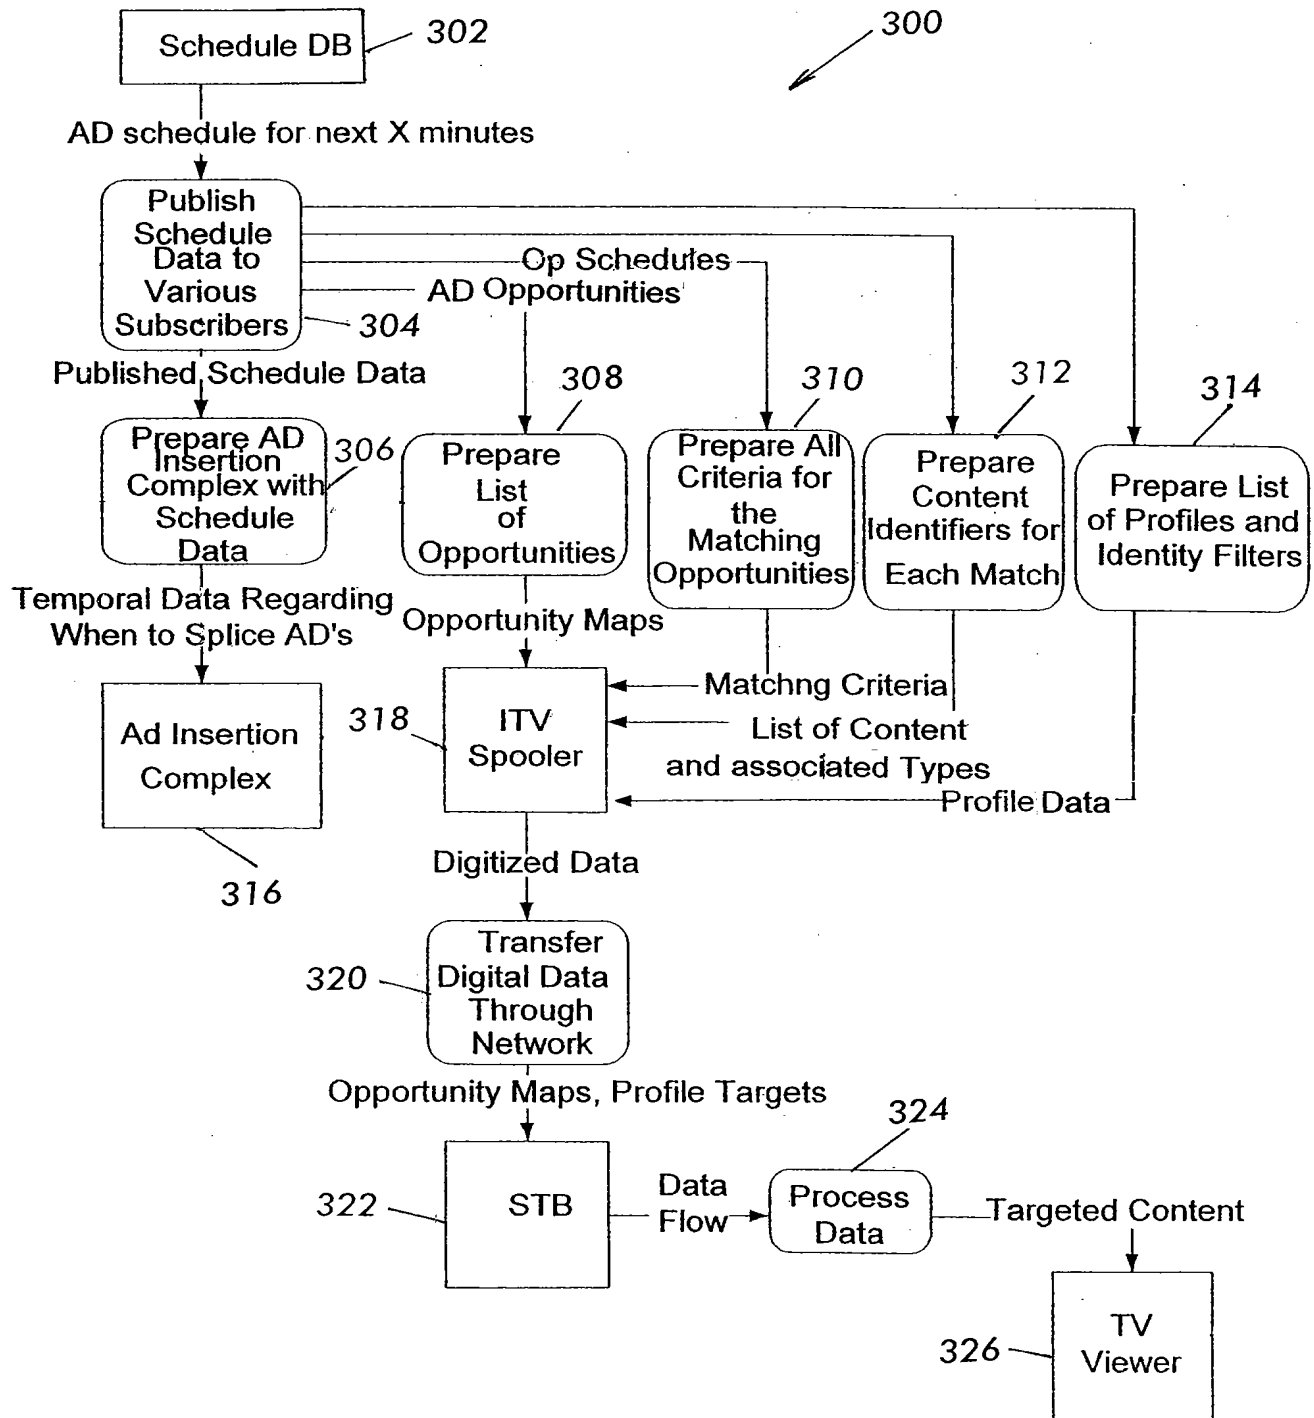 Schedule DB
302
300
AD schedule for next X minutes
Publish
Schedule
Data to
Various
Subscribers
304
Op Schedules
AD Opportunities
Published Schedule Data
308
310
312
314
Prepare AD
Insertion
Complex with
Schedule
Data
306
Prepare
List
of
Opportunities
Prepare All
Criteria for
the
Matching
Opportunities
Prepare
Content
Identifiers for
Each Match
Prepare List
of Profiles and
Identity Filters
Temporal Data Regarding
When to Splice AD's
Opportunity Maps
Matchng Criteria
List of Content
and associated Types
Profile Data
Ad Insertion
Complex
316
318
ITV
Spooler
Digitized Data
320
Transfer
Digital Data
Through
Network
Opportunity Maps, Profile Targets
322
STB
Data
Flow
324
Process
Data
Targeted Content
326
TV
Viewer